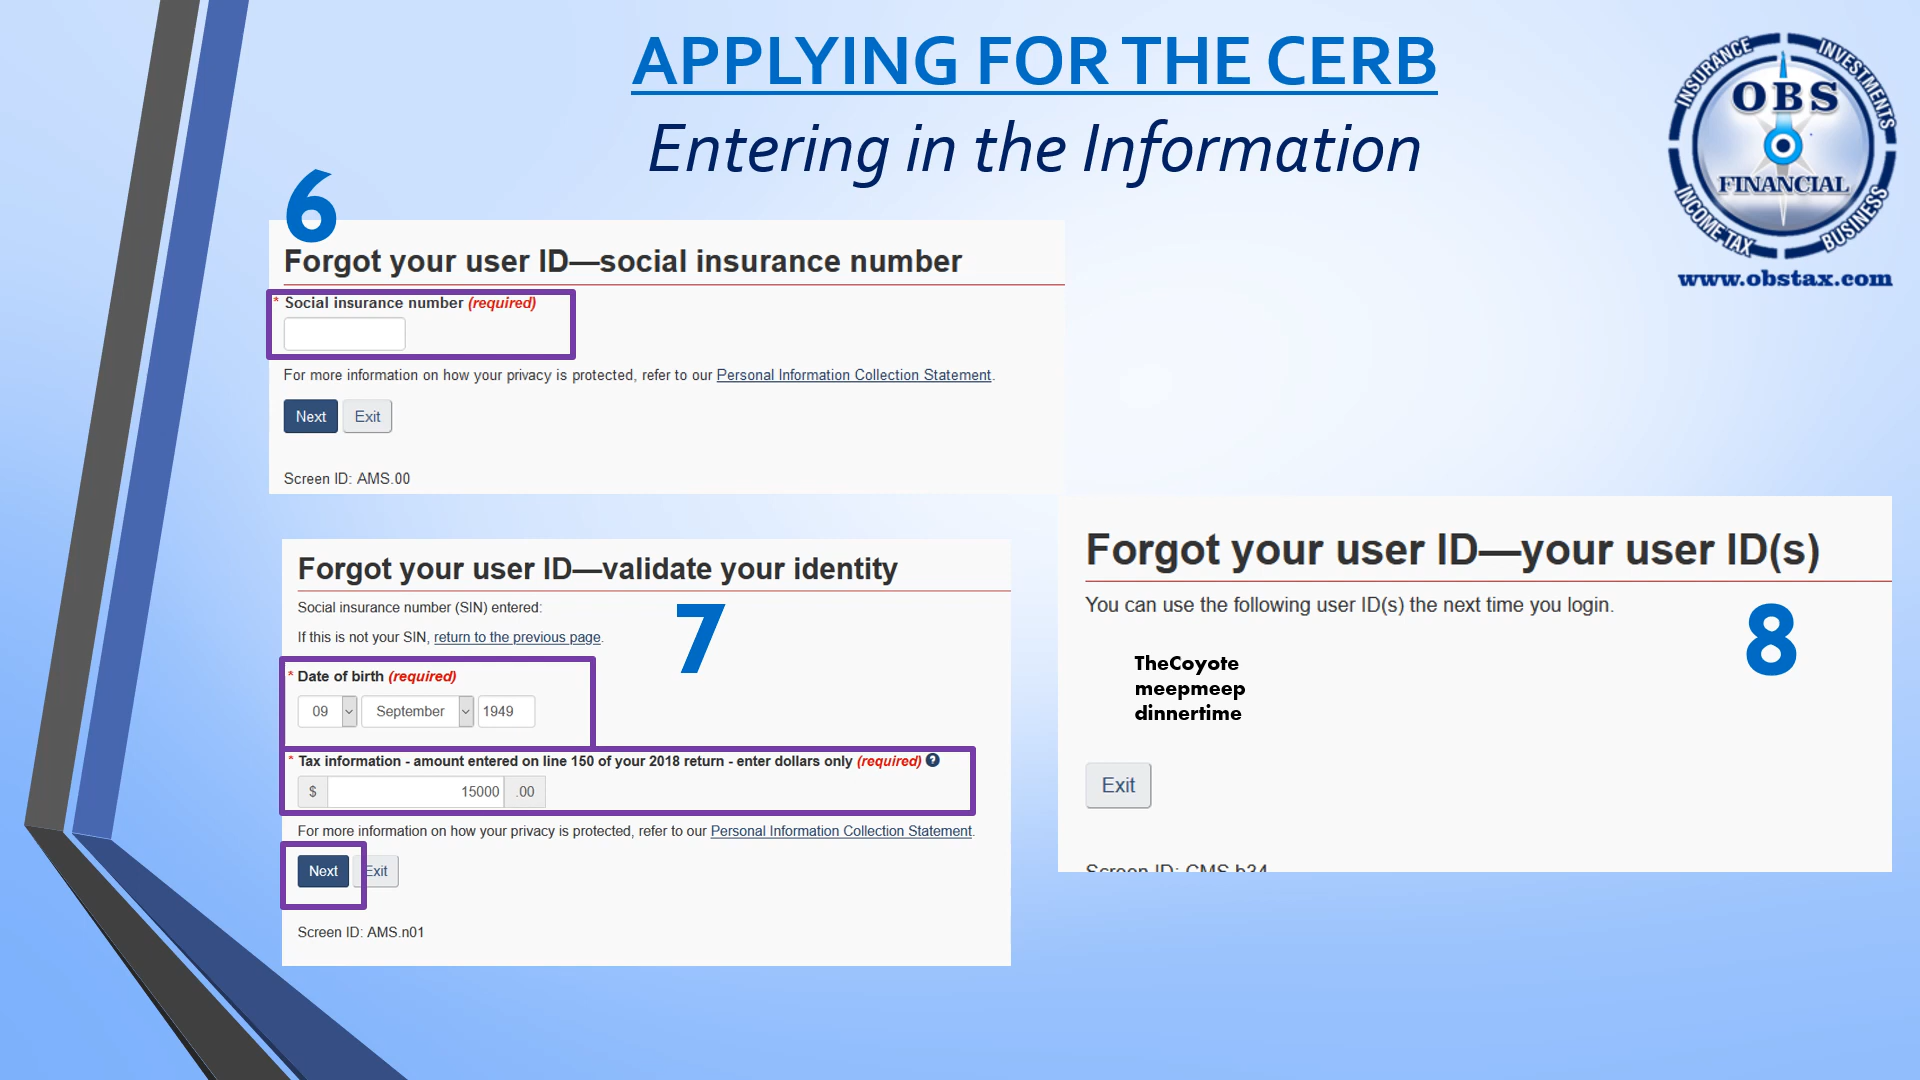 APPLYING FOR THE CERB
Entering in the Information
INSURANCE
INVESTMENTS
OBS
FINANCIAL
INCOME TAX
BUSINESS
www.obstax.com
6
Forgot your user ID—social insurance number
* Social insurance number (required)
For more information on how your privacy is protected, refer to our Personal Information Collection Statement.
Next Exit
Screen ID: AMS.00
Forgot your user ID—validate your identity
Social insurance number (SIN) entered:
7
If this is not your SIN, return to the previous page.
* Date of birth (required)
09 September 1949
* Tax information - amount entered on line 150 of your 2018 return - enter dollars only (required) ?
$ 15000 .00
For more information on how your privacy is protected, refer to our Personal Information Collection Statement.
Next Exit
Screen ID: AMS.n01
Forgot your user ID—your user ID(s)
You can use the following user ID(s) the next time you login.
8
TheCoyote
meepmeep
dinnertime
Exit
Screen ID: CMS.b34